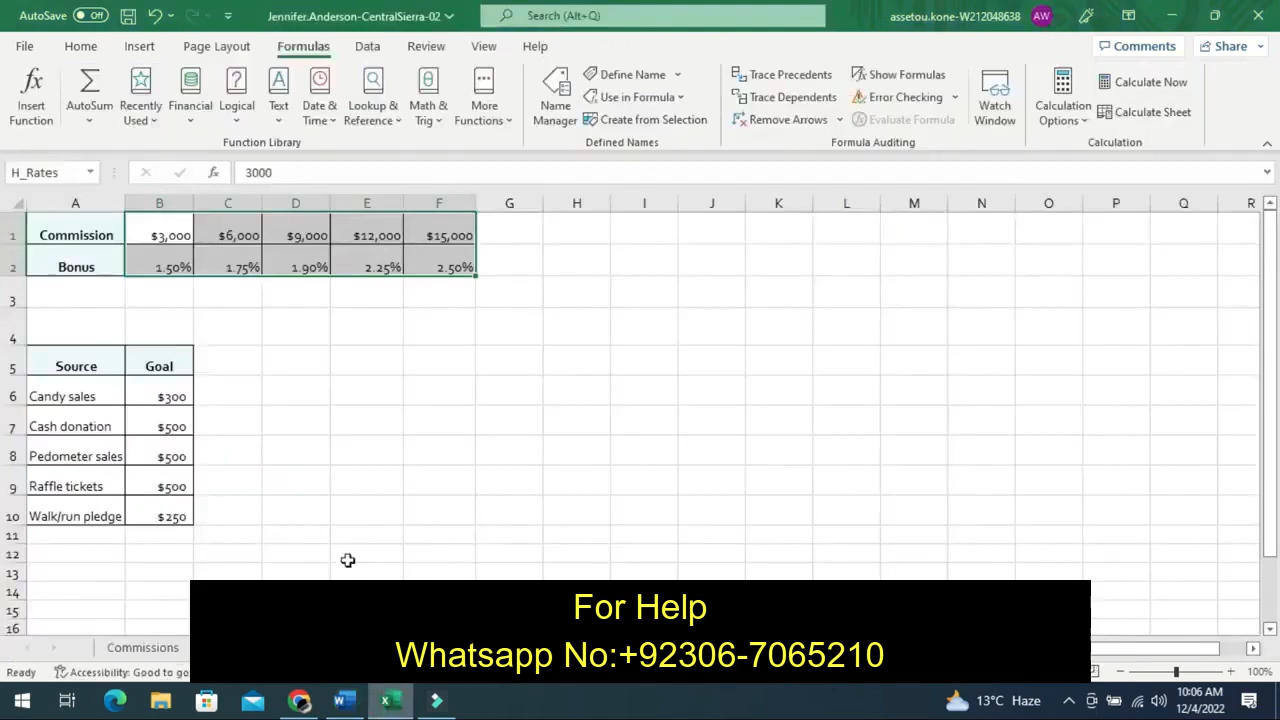 AutoSave Off Jennifer.Anderson-CentralSierra-02 Search (Alt+Q) assetou.kone-W212048638 AW
File Home Insert Page Layout Formulas Data Review View Help Comments Share
Insert Function AutoSum Recently Used Financial Logical Text Date & Time Lookup & Reference Math & Trig More Functions
Name Manager Define Name Use in Formula Create from Selection
Trace Precedents Show Formulas
Trace Dependents Error Checking
Remove Arrows Evaluate Formula
Watch Window Calculation Options Calculate Now Calculate Sheet
Function Library Defined Names Formula Auditing Calculation
H_Rates fx 3000
A B C D E F G H I J K L M N O P Q R
1 Commission $3,000 $6,000 $9,000 $12,000 $15,000
2 Bonus 1.50% 1.75% 1.90% 2.25% 2.50%
3
4
5 Source Goal
6 Candy sales $300
7 Cash donation $500
8 Pedometer sales $500
9 Raffle tickets $500
10 Walk/run pledge $250
11
12
13
14
15
16
For Help
Whatsapp No:+92306-7065210
Commissions
Ready Accessibility: Good to go 100%
13°C Haze 10:06 AM
12/4/2022